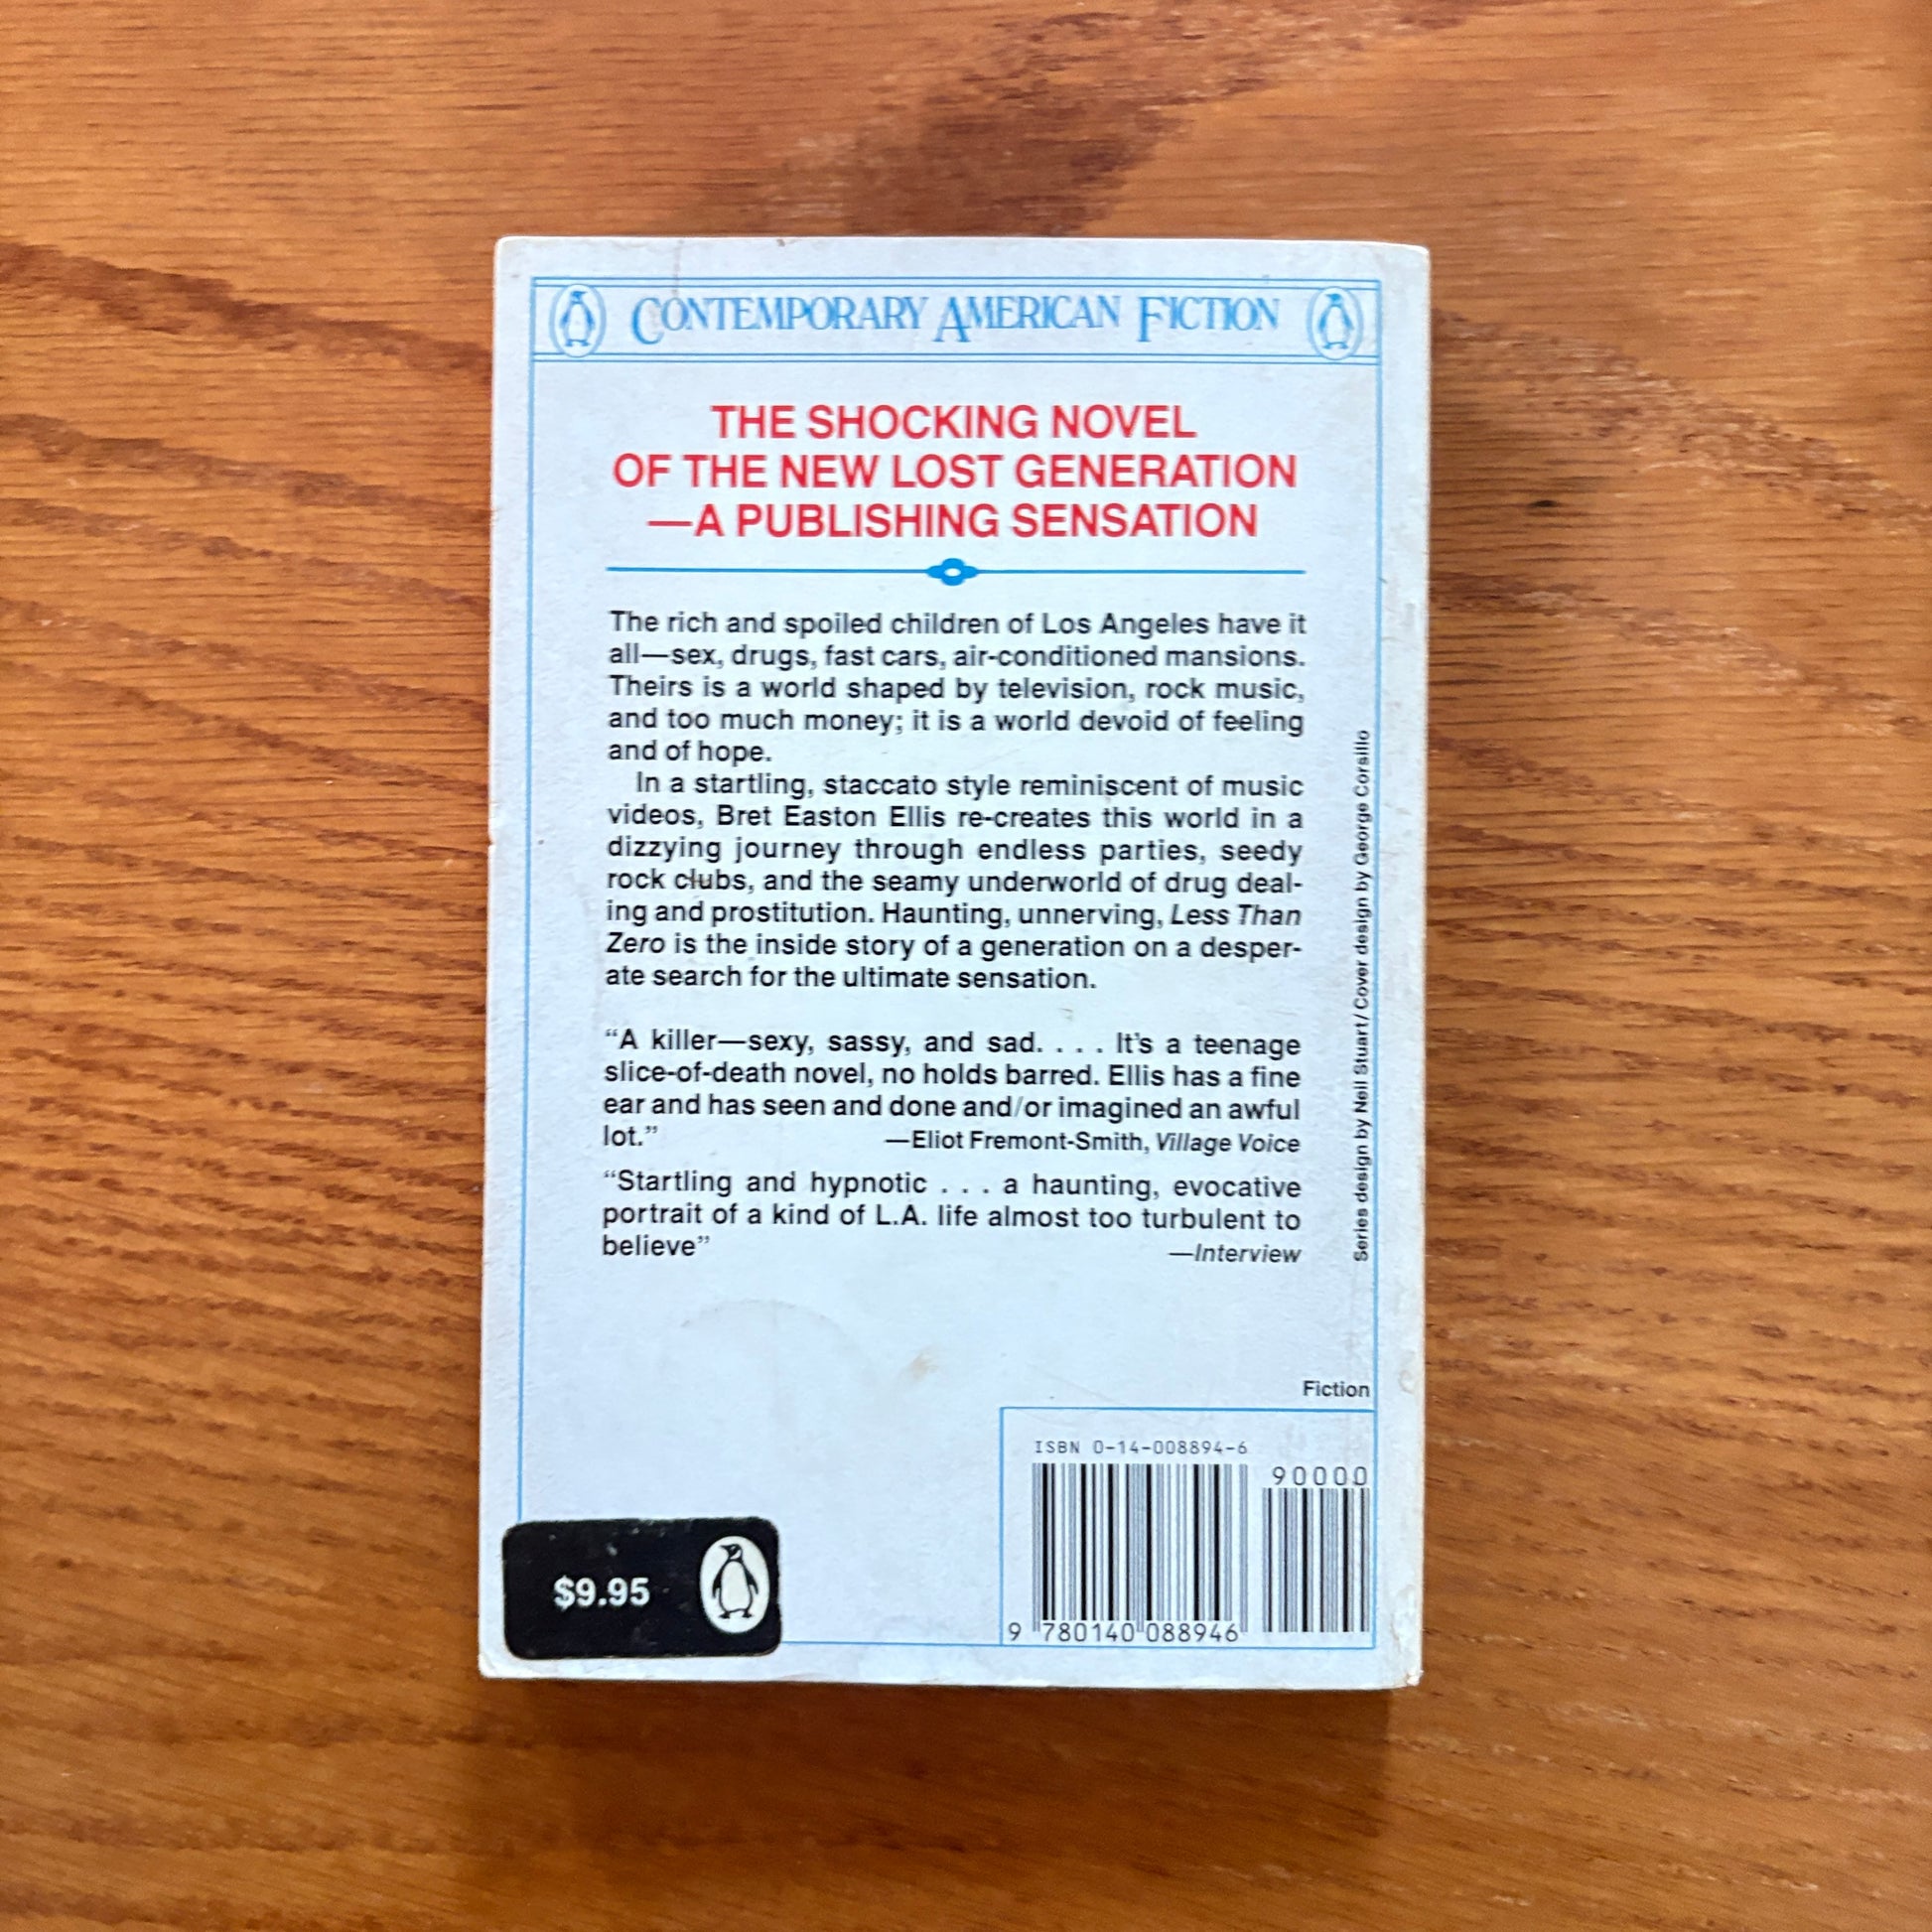 CONTEMPORARY AMERICAN FICTION
THE SHOCKING NOVEL
OF THE NEW LOST GENERATION
—A PUBLISHING SENSATION
The rich and spoiled children of Los Angeles have it
all—sex, drugs, fast cars, air-conditioned mansions.
Theirs is a world shaped by television, rock music,
and too much money; it is a world devoid of feeling
and of hope.
In a startling, staccato style reminiscent of music
videos, Bret Easton Ellis re-creates this world in a
dizzying journey through endless parties, seedy
rock clubs, and the seamy underworld of drug deal-
ing and prostitution. Haunting, unnerving, Less Than
Zero is the inside story of a generation on a desper-
ate search for the ultimate sensation.
“A killer—sexy, sassy, and sad. . . . It’s a teenage
slice-of-death novel, no holds barred. Ellis has a fine
ear and has seen and done and/or imagined an awful
lot.” —Eliot Fremont-Smith, Village Voice
“Startling and hypnotic . . . a haunting, evocative
portrait of a kind of L.A. life almost too turbulent to
believe” —Interview
Series design by Neil Stuart/Cover design by George Corsillo
Fiction
ISBN 0-14-008894-6
90000
9 780140 088946
$9.95